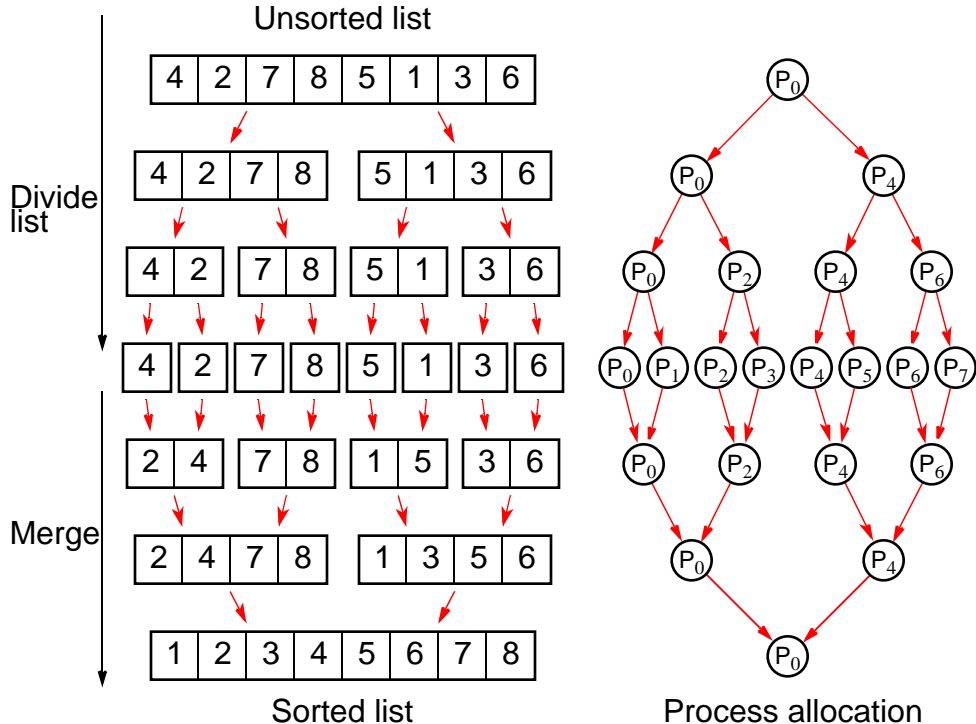 Unsorted list
4 2 7 8 5 1 3 6
P0
4 2 7 8 5 1 3 6
P0 P4
Divide
list
4 2 7 8 5 1 3 6
P0 P2 P4 P6
4 2 7 8 5 1 3 6
P0 P1 P2 P3 P4 P5 P6 P7
2 4 7 8 1 5 3 6
P0 P2 P4 P6
Merge
2 4 7 8 1 3 5 6
P0 P4
1 2 3 4 5 6 7 8
P0
Sorted list
Process allocation